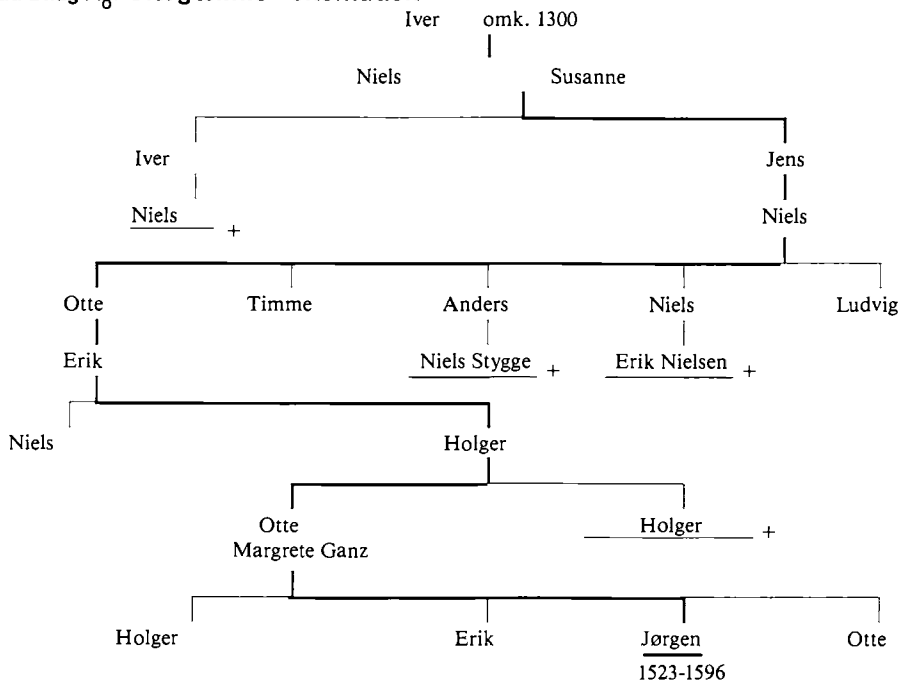 Iver omk. 1300
Niels Susanne
Iver Jens
Niels + Niels
Otte Timme Anders Niels Ludvig
Erik Niels Stygge + Erik Nielsen +
Niels Holger
Otte Holger +
Margrete Ganz
Holger Erik Jørgen Otte
1523-1596